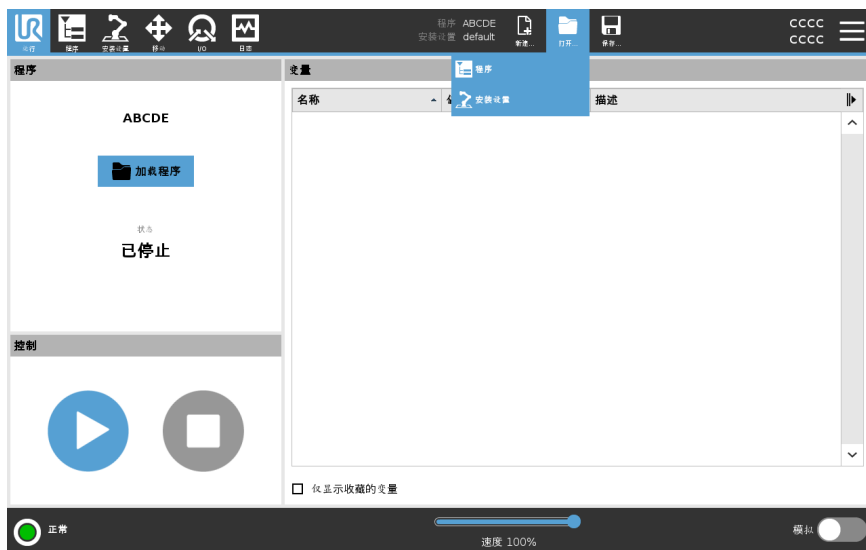 程序 ABCDE
安装设置 default
CCCC
CCCC
运行 程序 安装设置 移动 I/O 日志 新建... 打开... 保存...
程序
变量
程序
安装设置
名称 描述
ABCDE
加载程序
状态
已停止
控制
仅显示收藏的变量
正常
速度 100%
模拟